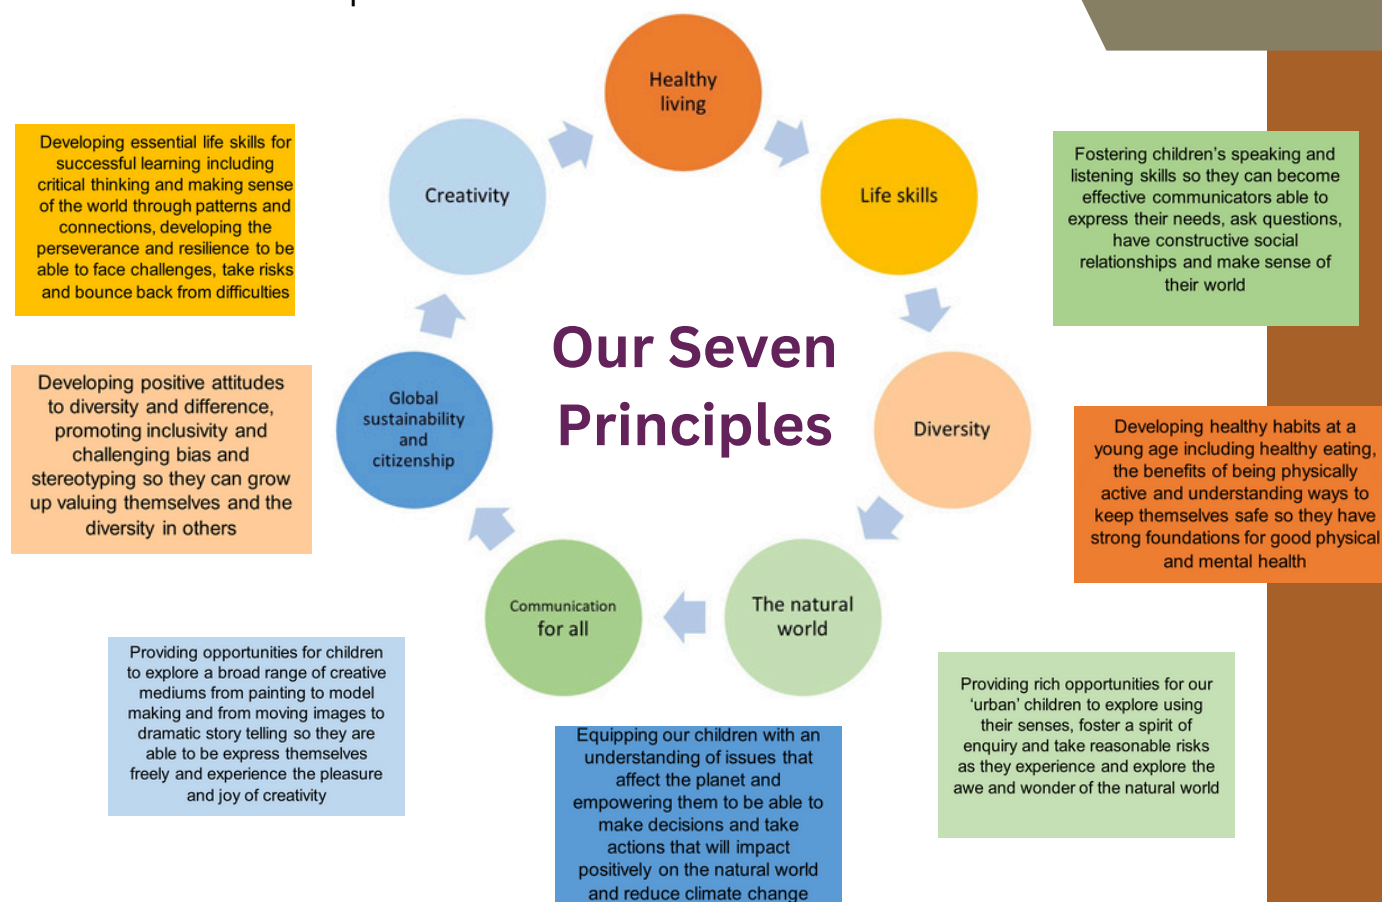 Healthy
living
Creativity
Life skills
Developing essential life skills for
successful learning including
critical thinking and making sense
of the world through patterns and
connections, developing the
perseverance and resilience to be
able to face challenges, take risks
and bounce back from difficulties
Fostering children’s speaking and
listening skills so they can become
effective communicators able to
express their needs, ask questions,
have constructive social
relationships and make sense of
their world
Our Seven
Principles
Global
sustainability
and
citizenship
Diversity
Developing positive attitudes
to diversity and difference,
promoting inclusivity and
challenging bias and
stereotyping so they can grow
up valuing themselves and the
diversity in others
Developing healthy habits at a
young age including healthy eating,
the benefits of being physically
active and understanding ways to
keep themselves safe so they have
strong foundations for good physical
and mental health
Communication
for all
The natural
world
Providing opportunities for children
to explore a broad range of creative
mediums from painting to model
making and from moving images to
dramatic story telling so they are
able to be express themselves
freely and experience the pleasure
and joy of creativity
Equipping our children with an
understanding of issues that
affect the planet and
empowering them to be able to
make decisions and take
actions that will impact
positively on the natural world
and reduce climate change
Providing rich opportunities for our
‘urban’ children to explore using
their senses, foster a spirit of
enquiry and take reasonable risks
as they experience and explore the
awe and wonder of the natural world